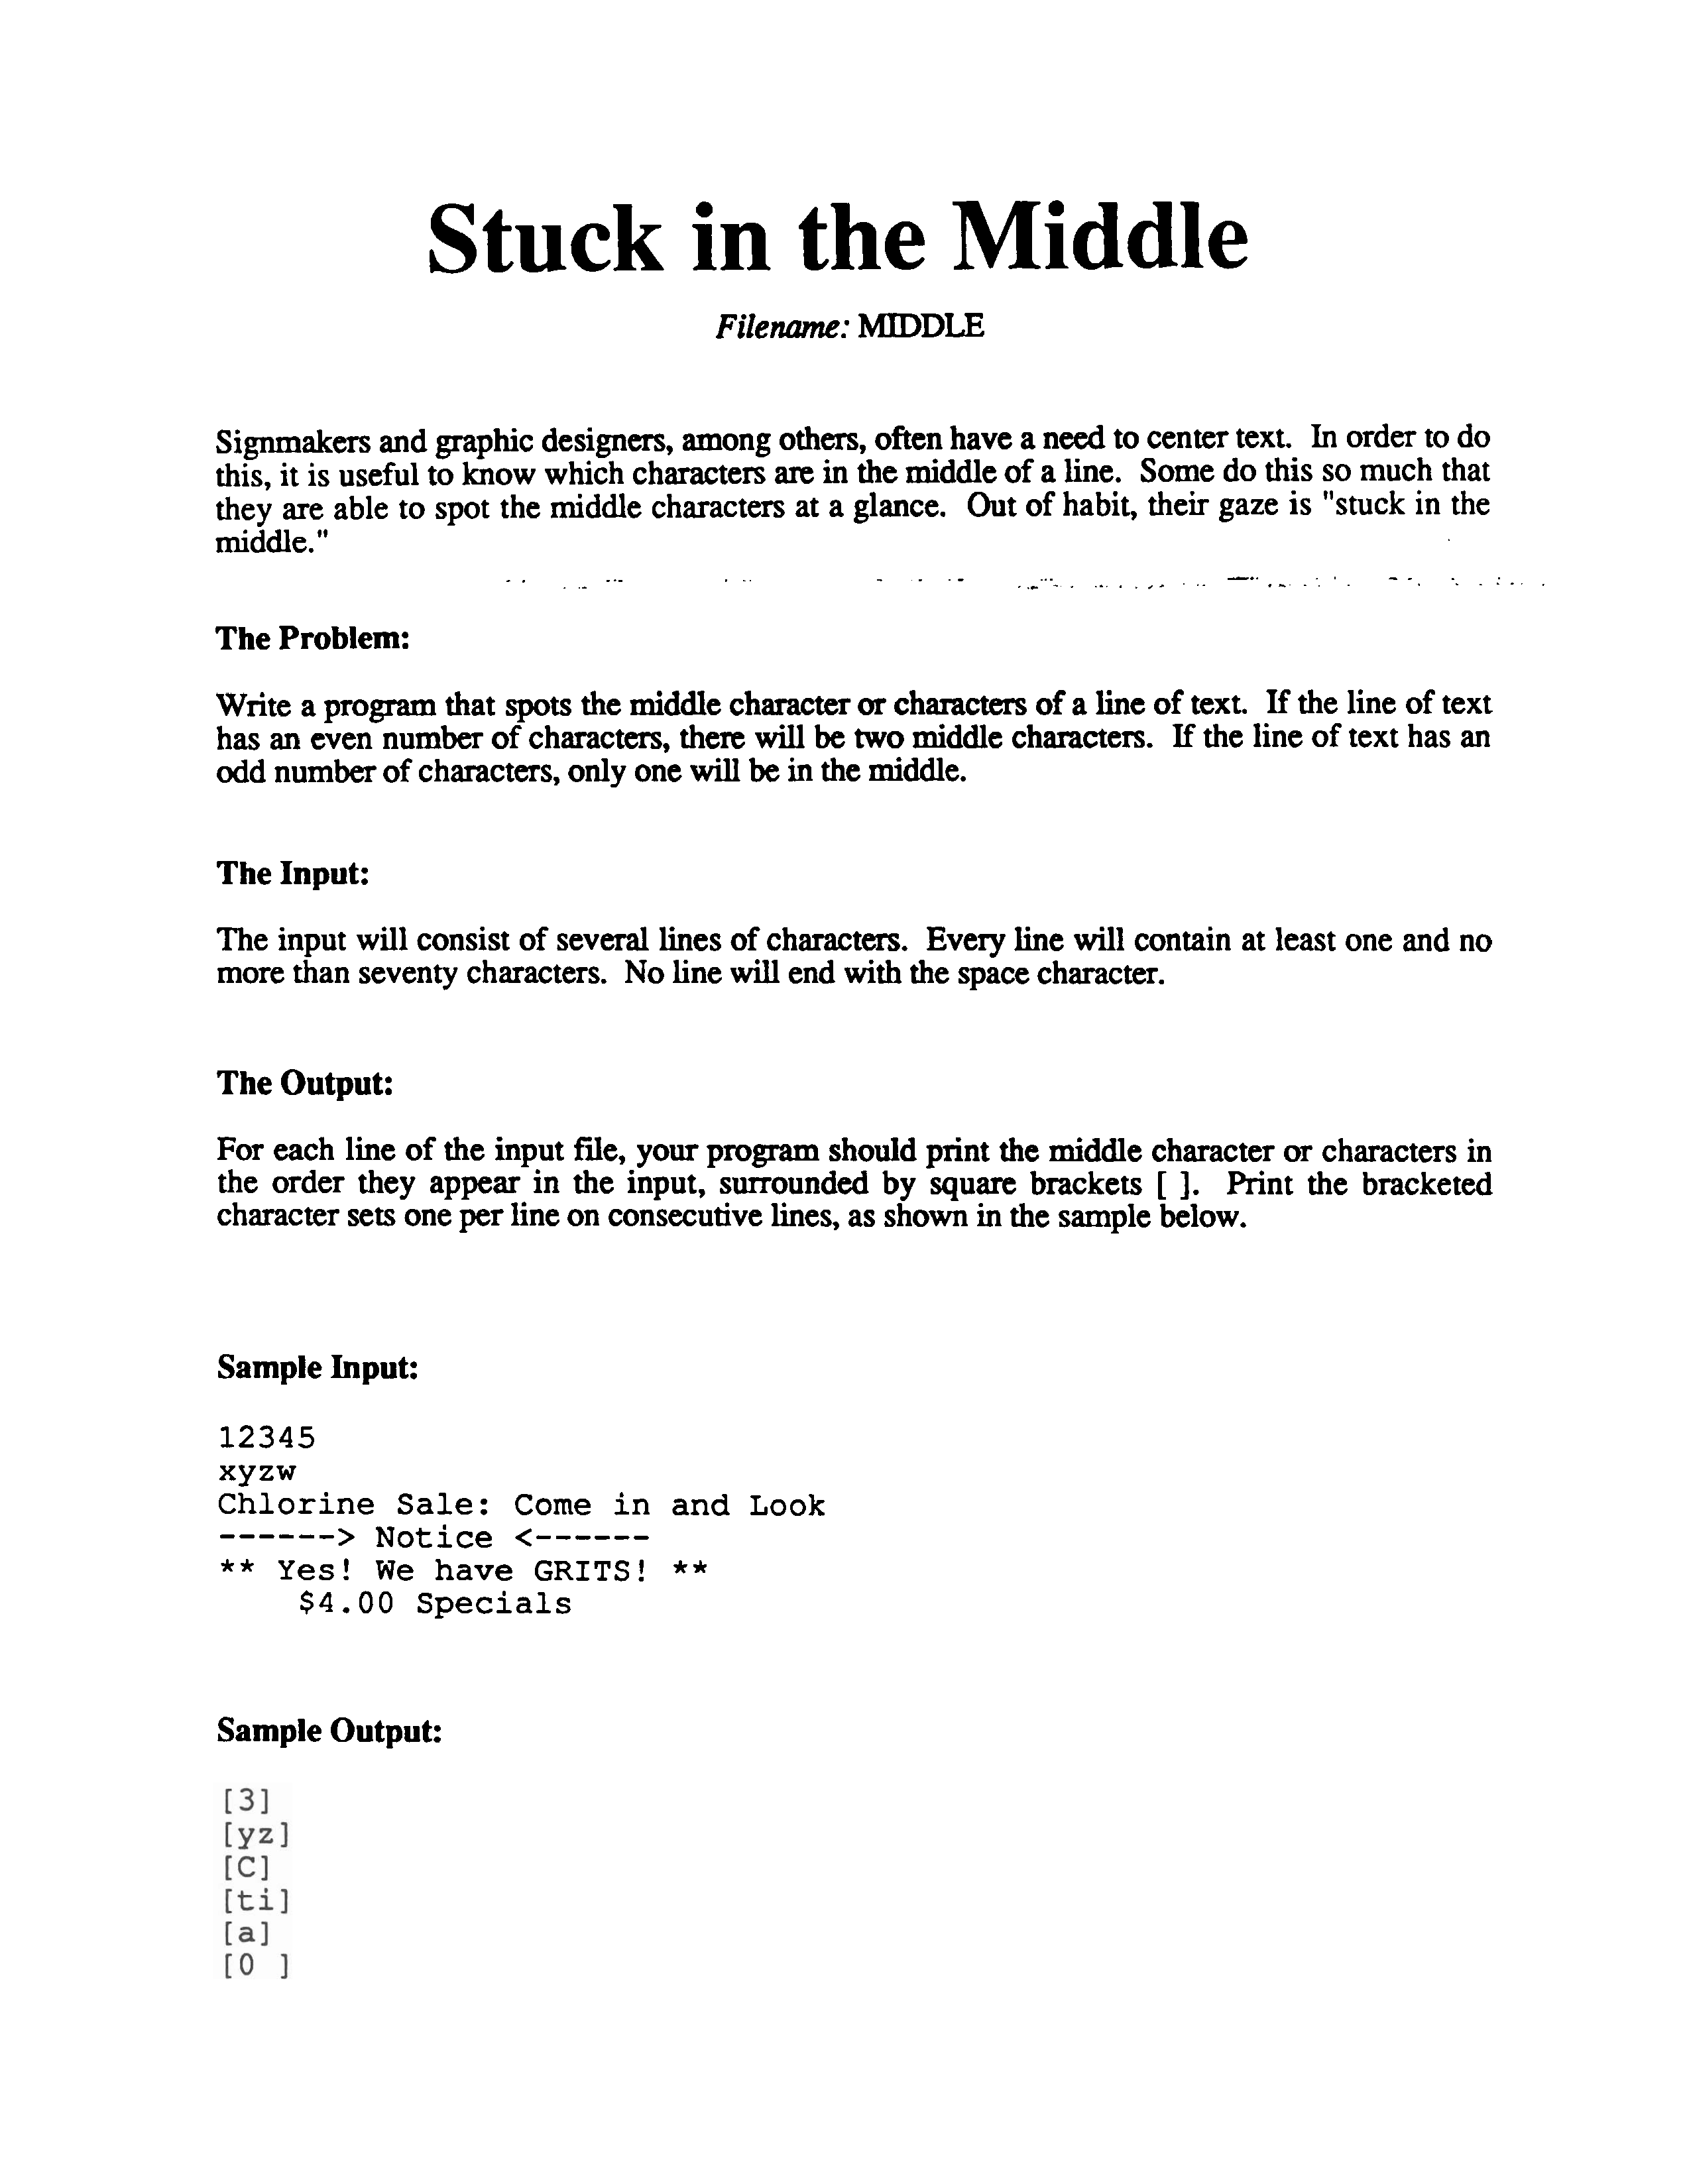 Stuck in the Middle
Filename: MIDDLE
Signmakers and graphic designers, among others, often have a need to center text. In order to do
this, it is useful to know which characters are in the middle of a line. Some do this so much that
they are able to spot the middle characters at a glance. Out of habit, their gaze is "stuck in the
middle."
The Problem:
Write a program that spots the middle character or characters of a line of text. If the line of text
has an even number of characters, there will be two middle characters. If the line of text has an
odd number of characters, only one will be in the middle.
The Input:
The input will consist of several lines of characters. Every line will contain at least one and no
more than seventy characters. No line will end with the space character.
The Output:
For each line of the input file, your program should print the middle character or characters in
the order they appear in the input, surrounded by square brackets [ ]. Print the bracketed
character sets one per line on consecutive lines, as shown in the sample below.
Sample Input:
12345
xyzw
Chlorine Sale: Come in and Look
------> Notice <------
** Yes! We have GRITS! **
    $4.00 Specials
Sample Output:
[3]
[yz]
[C]
[ti]
[a]
[0 ]